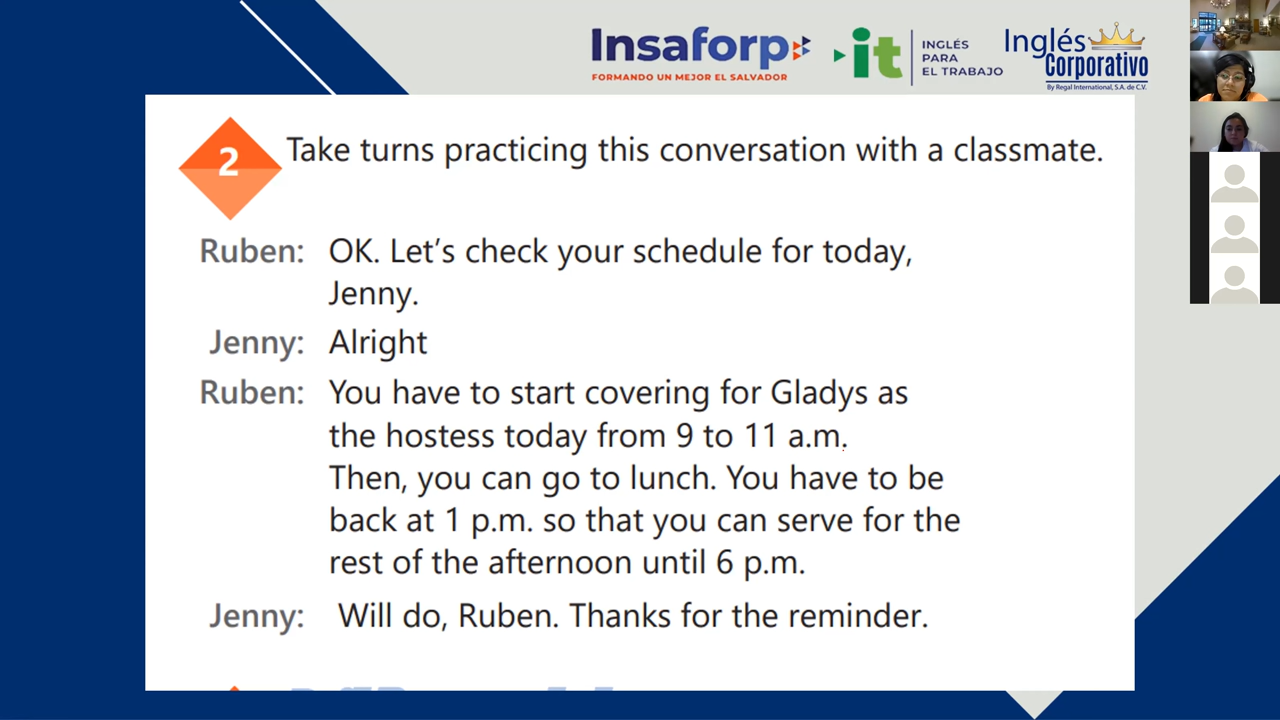 Insaforp
FORMANDO UN MEJOR EL SALVADOR
it
INGLÉS
PARA
EL TRABAJO
Inglés
Corporativo
By Regal International, S.A. de C.V.
2
Take turns practicing this conversation with a classmate.
Ruben: OK. Let's check your schedule for today,
Jenny.
Jenny: Alright
Ruben: You have to start covering for Gladys as
the hostess today from 9 to 11 a.m.
Then, you can go to lunch. You have to be
back at 1 p.m. so that you can serve for the
rest of the afternoon until 6 p.m.
Jenny: Will do, Ruben. Thanks for the reminder.